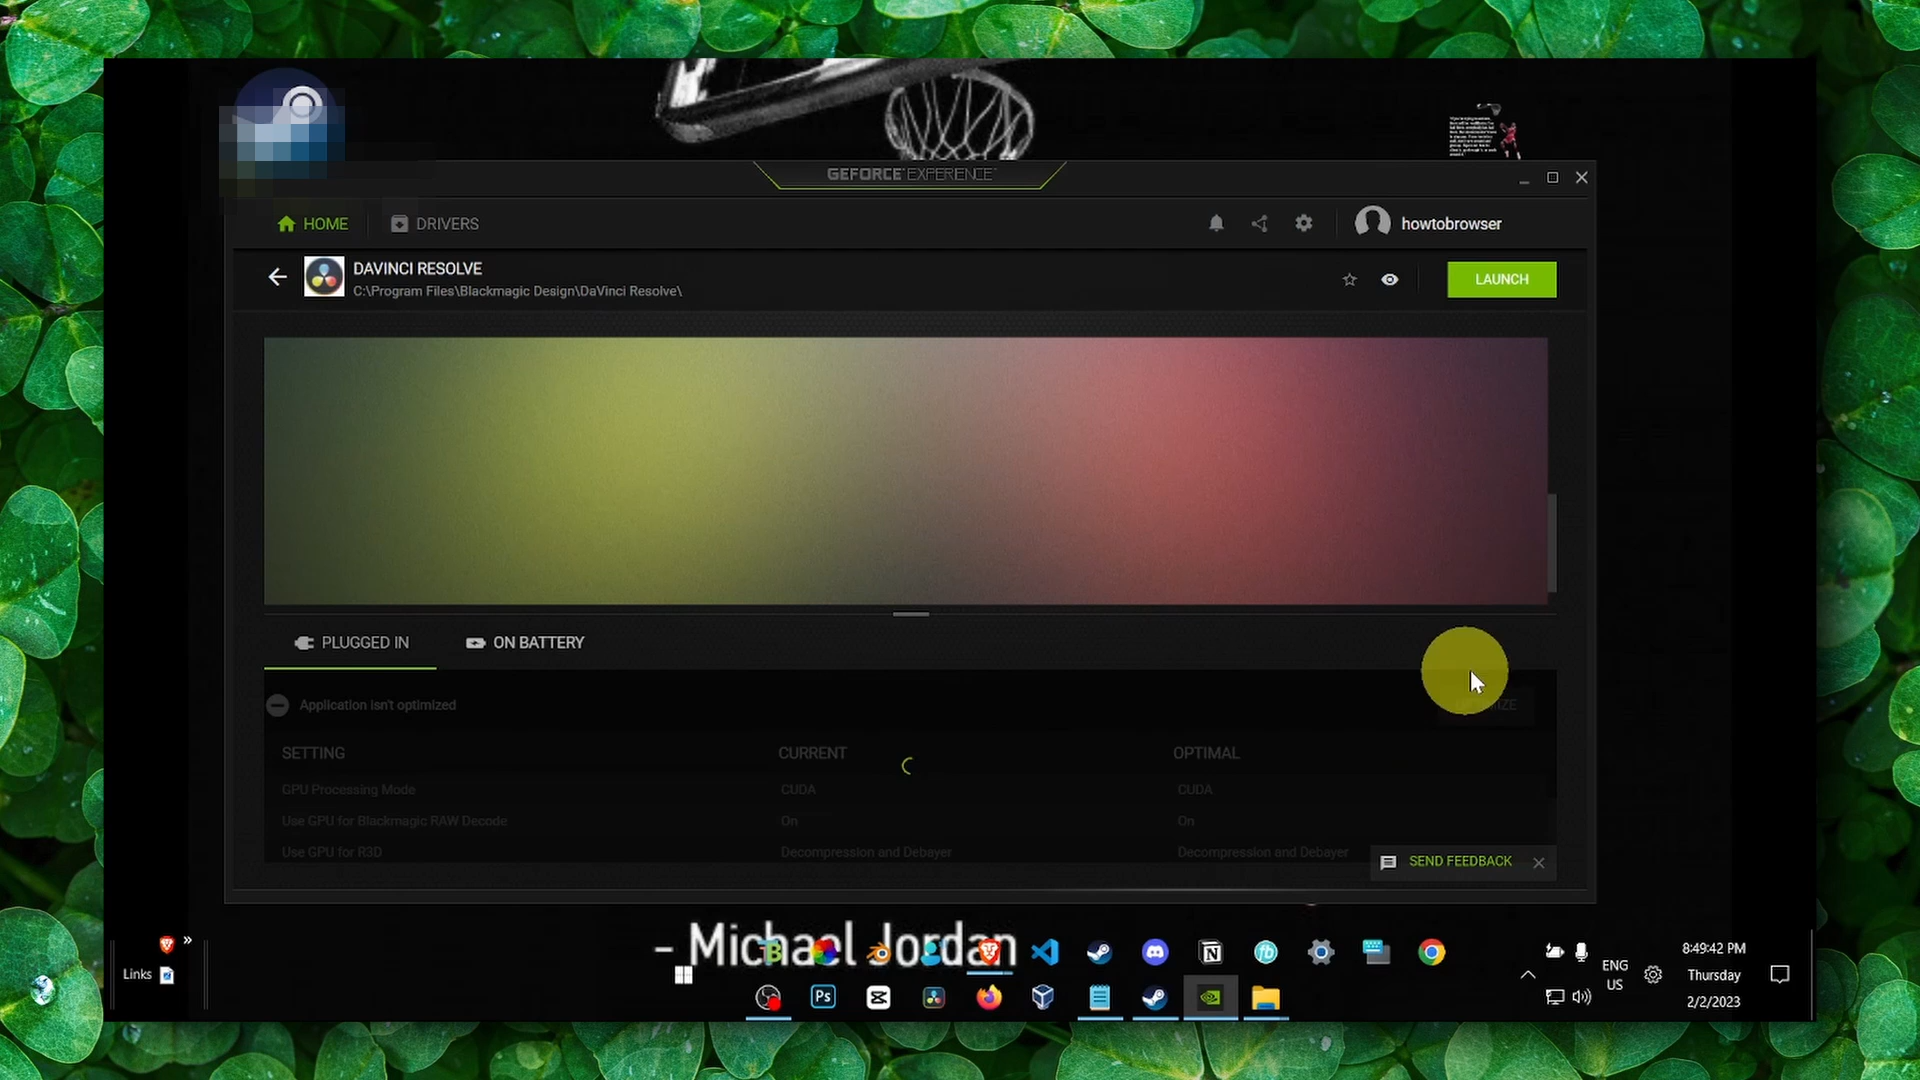 GEFORCE EXPERIENCE
HOME
DRIVERS
howtobrowser
DAVINCI RESOLVE
C:\Program Files\Blackmagic Design\DaVinci Resolve\
LAUNCH
PLUGGED IN
ON BATTERY
Application isn't optimized
SETTING CURRENT OPTIMAL
GPU Processing Mode CUDA CUDA
Use GPU for Blackmagic RAW Decode On On
Use GPU for R3D Decompression and Debayer Decompression and Debayer
SEND FEEDBACK
– Michael Jordan
Links
Ps
ENG
US
8:49:42 PM
Thursday
2/2/2023